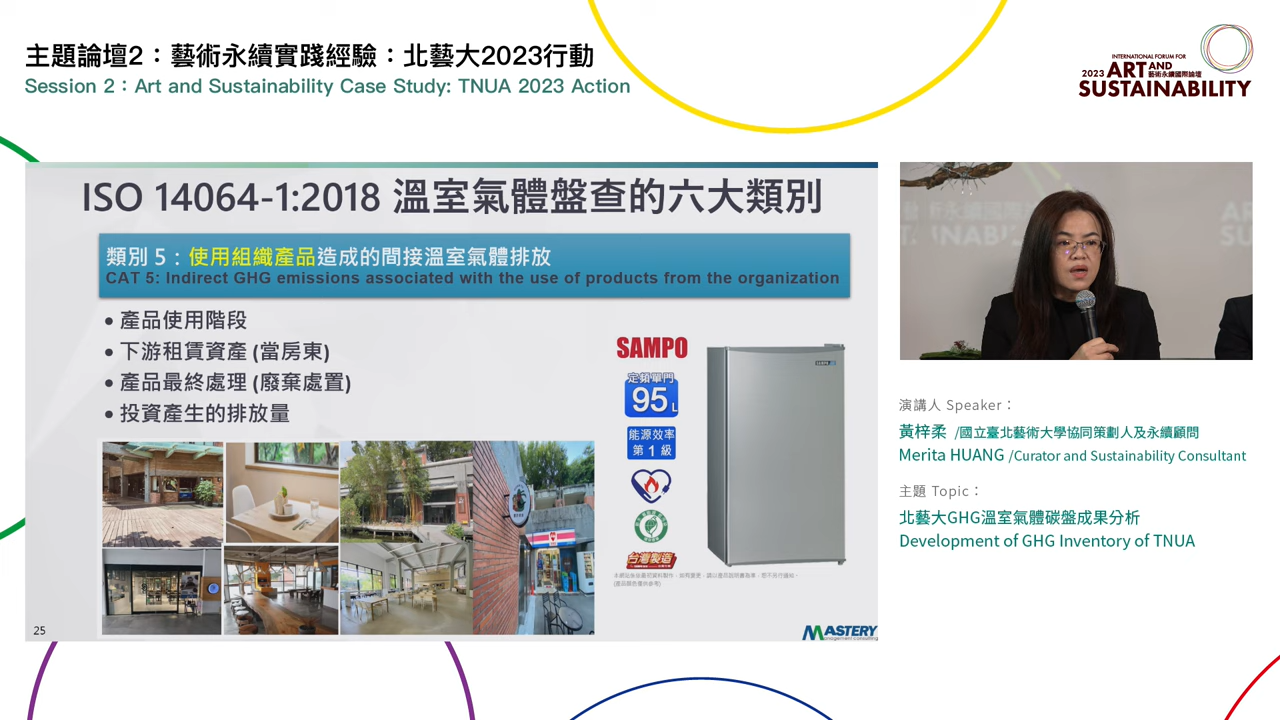 主題論壇2：藝術永續實踐經驗：北藝大2023行動
Session 2：Art and Sustainability Case Study: TNUA 2023 Action
INTERNATIONAL FORUM FOR
2023 ART AND 藝術永續國際論壇
SUSTAINABILITY
ISO 14064-1:2018 溫室氣體盤查的六大類別
類別 5：使用組織產品造成的間接溫室氣體排放
CAT 5: Indirect GHG emissions associated with the use of products from the organization
• 產品使用階段
• 下游租賃資產 (當房東)
• 產品最終處理 (廢棄處置)
• 投資產生的排放量
SAMPO
定頻單門
95L
能源效率
第 1 級
台灣製造
SAMPO
25
MASTERY
Management consulting
演講人 Speaker：
黃梓柔 /國立臺北藝術大學協同策劃人及永續顧問
Merita HUANG /Curator and Sustainability Consultant
主題 Topic：
北藝大GHG溫室氣體碳盤成果分析
Development of GHG Inventory of TNUA